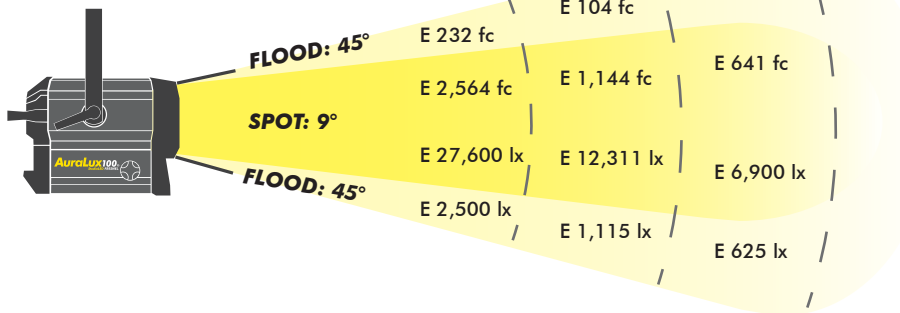 E 104 fc
E 232 fc
FLOOD: 45°
E 641 fc
E 1,144 fc
E 2,564 fc
SPOT: 9°
E 27,600 lx
E 12,311 lx
E 6,900 lx
AuraLux100
FLOOD: 45°
E 2,500 lx
E 1,115 lx
E 625 lx